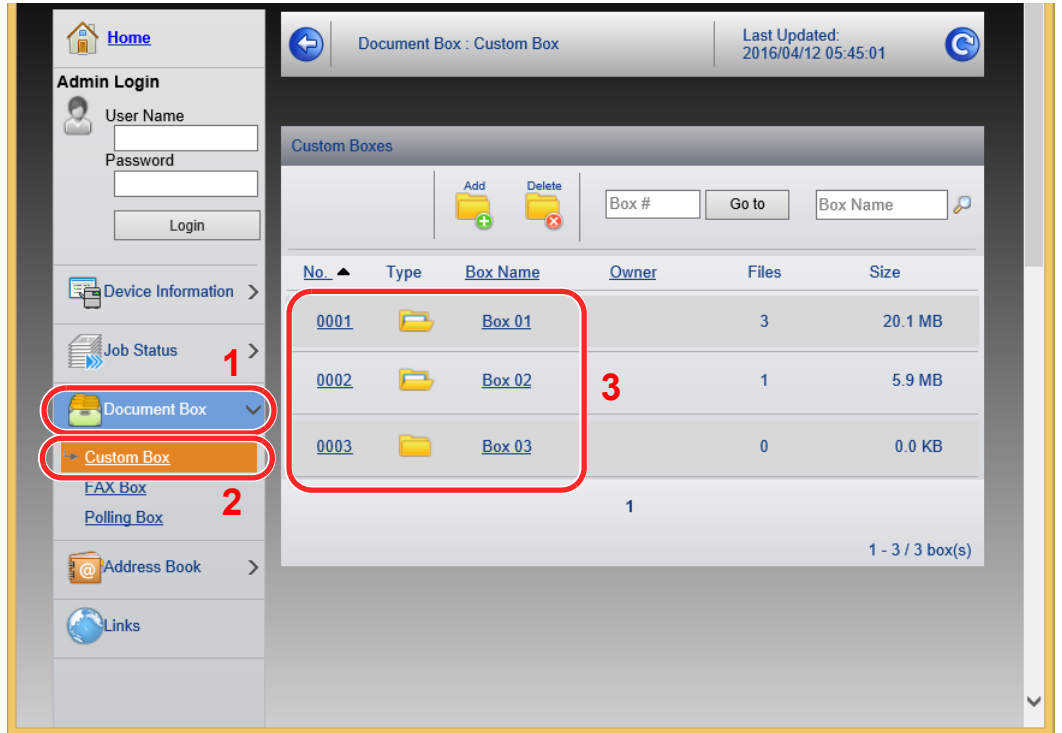 Home
Document Box : Custom Box
Last Updated:
2016/04/12 05:45:01
Admin Login
User Name
Password
Login
Device Information
Job Status
1
Document Box
Custom Box
2
FAX Box
Polling Box
Address Book
Links
Custom Boxes
Add Delete
Box # Go to Box Name
No. Type Box Name Owner Files Size
0001 Box 01 3 20.1 MB
0002 Box 02 1 5.9 MB
3
0003 Box 03 0 0.0 KB
1
1 - 3 / 3 box(s)